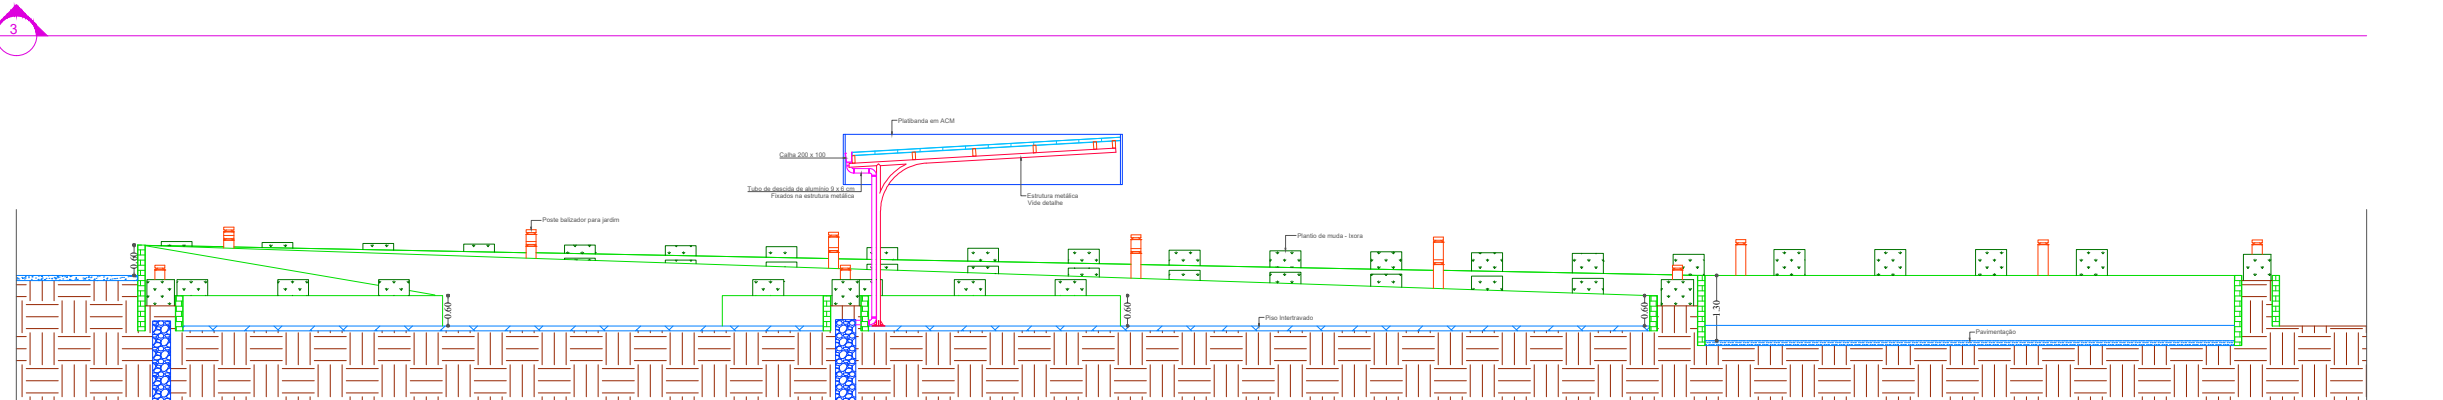 3
Platibanda em ACM
Calha 200 x 100
Tubo de descida de alumínio 9 x 6 cm
Fixados na estrutura metálica
Estrutura metálica
Vide detalhe
Poste balizador para jardim
Plantio de muda - Ixora
0.60
0.60
0.60
0.60
1.30
Piso Intertravado
Pavimentação